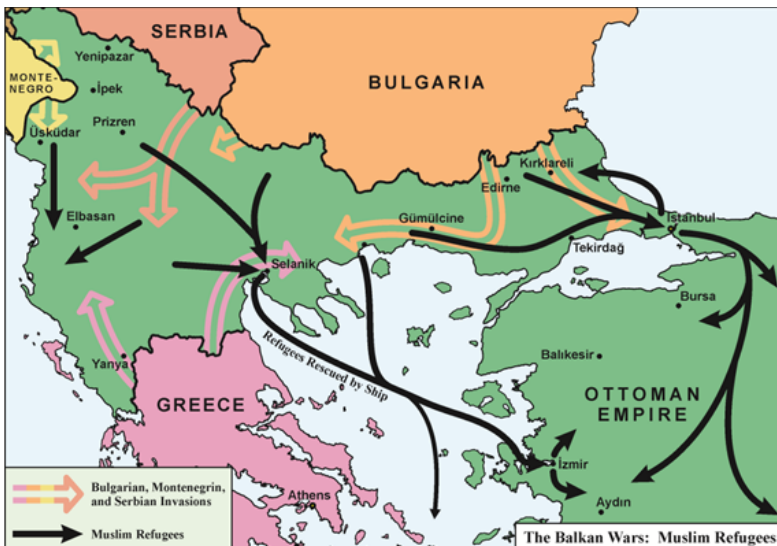 SERBIA
Yenipazar
MONTE-
NEGRO
İpek
BULGARIA
Prizren
Üsküdar
Kırklareli
Edirne
Elbasan
Gümülcine
İstanbul
Tekirdağ
Selanik
Bursa
Refugees Rescued by Ship
Yanya
Balıkesir
OTTOMAN
EMPIRE
GREECE
İzmir
Bulgarian, Montenegrin,
and Serbian Invasions
Athens
Aydın
Muslim Refugees
The Balkan Wars: Muslim Refugees